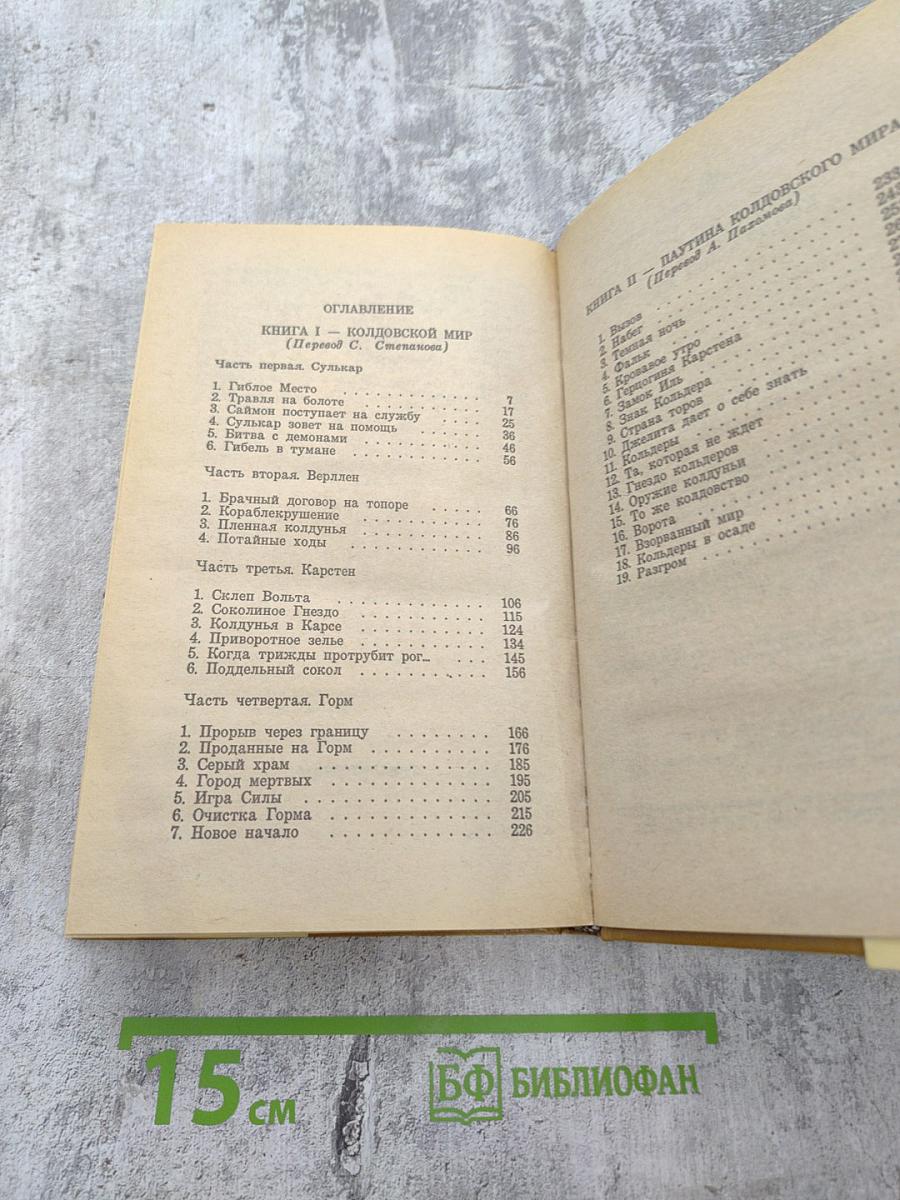 ОГЛАВЛЕНИЕ
КНИГА I — КОЛДОВСКОЙ МИР
(Перевод С. Степанова)
Часть первая. Сулькар
1. Гиблое Место . . . . . . . . . . 7
2. Травля на болоте . . . . . . . . 17
3. Саймон поступает на службу . . . . 25
4. Сулькар зовет на помощь . . . . . 36
5. Битва с демонами . . . . . . . . 46
6. Гибель в тумане . . . . . . . . . 56
Часть вторая. Верллен
1. Брачный договор на топоре . . . . . 66
2. Кораблекрушение . . . . . . . . 76
3. Пленная колдунья . . . . . . . . 86
4. Потайные ходы . . . . . . . . . 96
Часть третья. Карстен
1. Склеп Вольта . . . . . . . . . . 106
2. Соколиное Гнездо . . . . . . . . 115
3. Колдунья в Карсе . . . . . . . . 124
4. Приворотное зелье . . . . . . . . 134
5. Когда трижды протрубит рог... . . . 145
6. Поддельный сокол . . . . . . . . 156
Часть четвертая. Горм
1. Прорыв через границу . . . . . . . 166
2. Проданные на Горм . . . . . . . . 176
3. Серый храм . . . . . . . . . . . 185
4. Город мертвых . . . . . . . . . . 195
5. Игра Силы . . . . . . . . . . . . 205
6. Очистка Горма . . . . . . . . . . 215
7. Новое начало . . . . . . . . . . 226
КНИГА II — ПАУТИНА КОЛДОВСКОГО МИРА
(Перевод А. Пахомова)
1. Вызов . . . . . . . . . . 233
2. Набег . . . . . . . . . . 243
3. Темная ночь
4. Фальк
5. Кровавое утро
6. Герцогиня Карстена
7. Замок Иль
8. Знак Кольдера
9. Страна торов
10. Джелита дает о себе знать
11. Кольдеры
12. Та, которая не ждет
13. Гнездо кольдеров
14. Оружие колдуньи
15. То же колдовство
16. Ворота
17. Взорванный мир
18. Кольдеры в осаде
19. Разгром
15 см
БФ БИБЛИОФАН